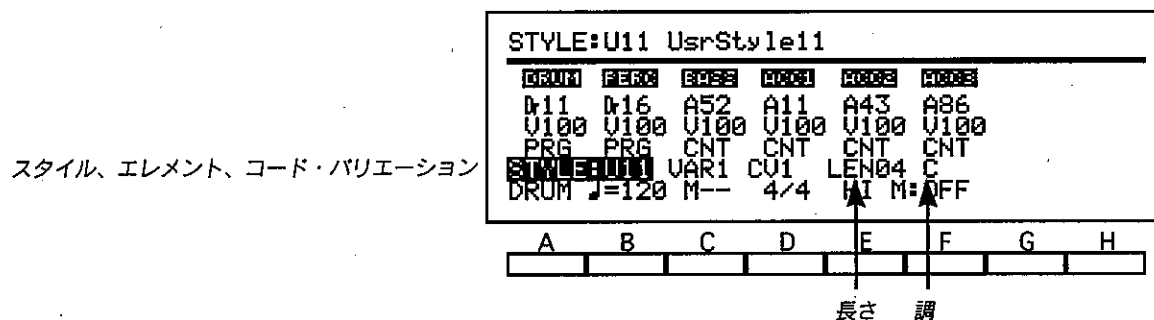 STYLE:U11 UsrStyle11
DRUM PERC BASS ACC1 ACC2 ACC3
Dr11 Dr16 A52 A11 A43 A86
V100 V100 V100 V100 V100 V100
PRG PRG CNT CNT CNT CNT
スタイル、エレメント、コード・バリエーション
STYLE:U11 VAR1 CV1 LEN04 C
DRUM ♩=120 M-- 4/4 HI M:OFF
A B C D E F G H
長さ 調